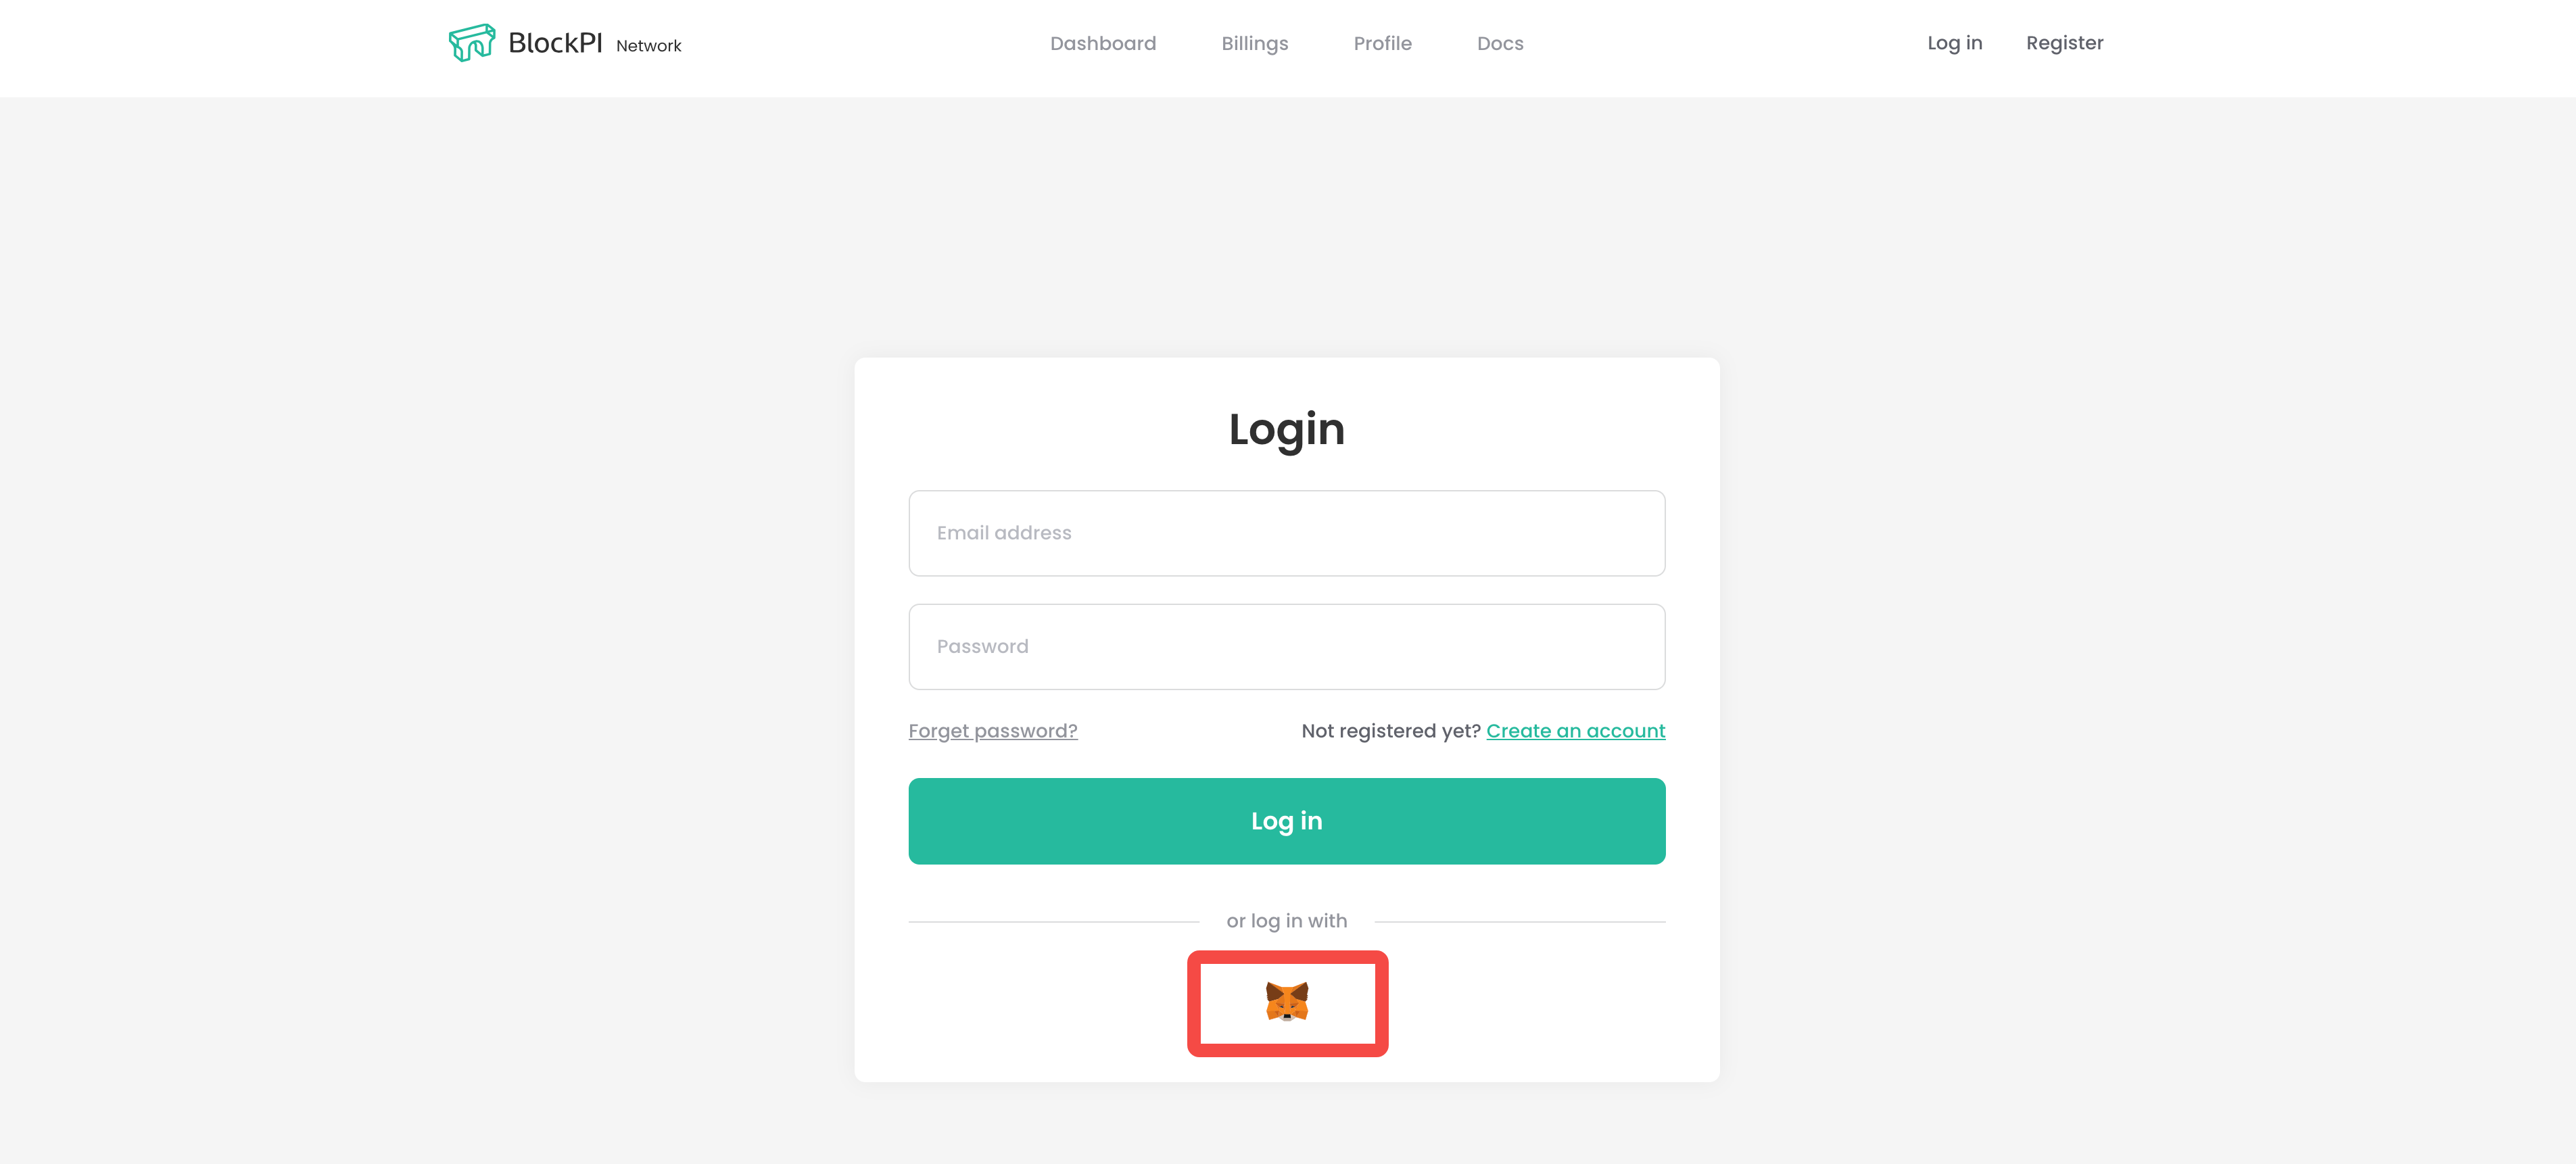 BlockPI Network
Dashboard Billings Profile Docs
Log in Register
Login
Email address
Password
Forget password? Not registered yet? Create an account
Log in
or log in with